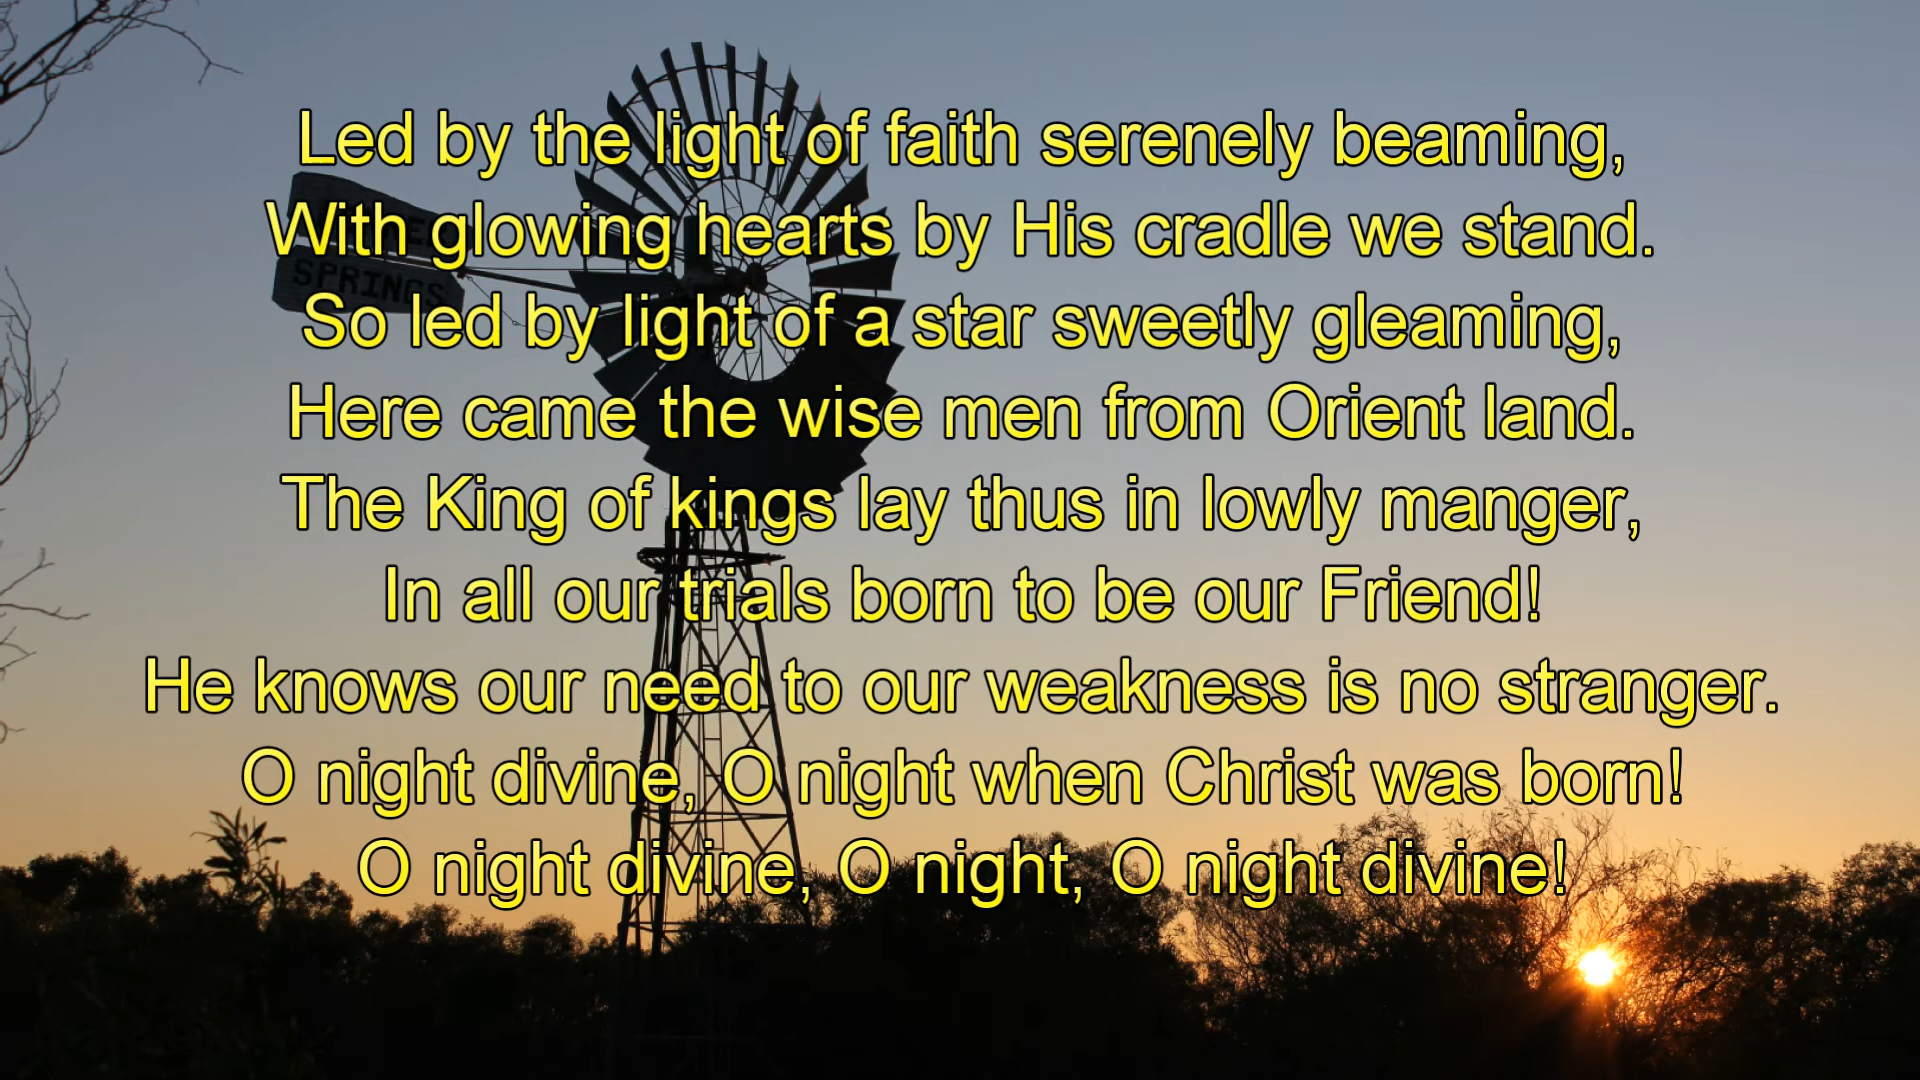 Led by the light of faith serenely beaming,
With glowing hearts by His cradle we stand.
So led by light of a star sweetly gleaming,
Here came the wise men from Orient land.
The King of kings lay thus in lowly manger,
In all our trials born to be our Friend!
He knows our need to our weakness is no stranger.
O night divine, O night when Christ was born!
O night divine, O night, O night divine!
SPRINGS